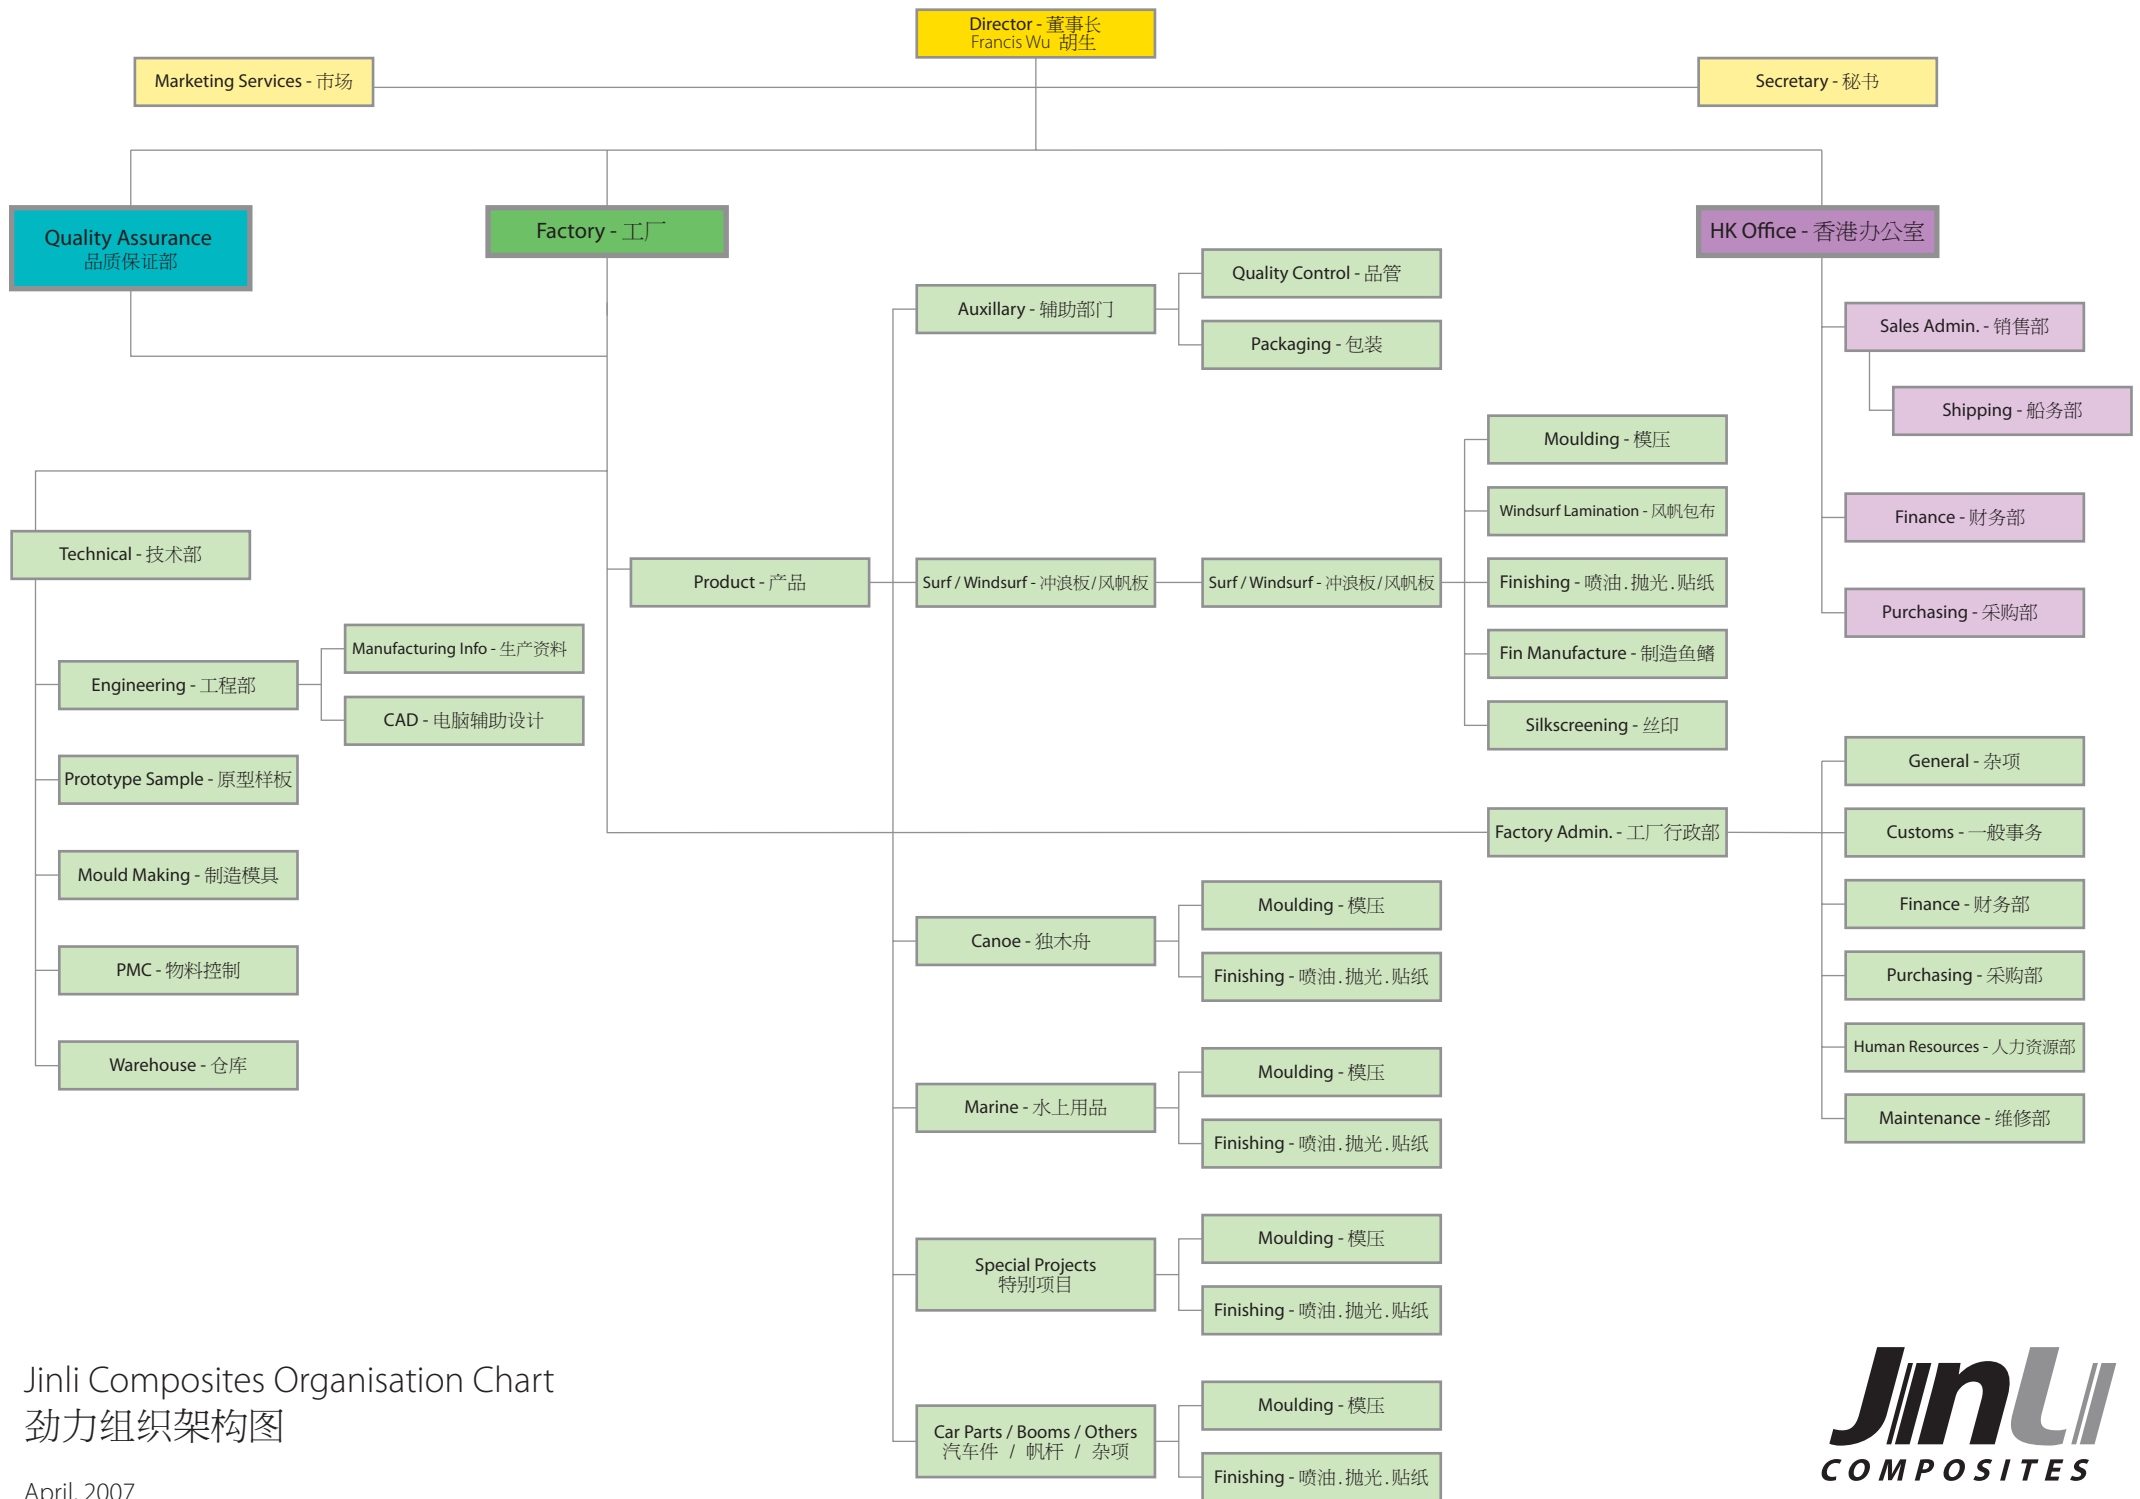 Director - 董事长
Francis Wu 胡生
Marketing Services - 市场
Secretary - 秘书
Quality Assurance
品质保证部
Factory - 工厂
HK Office - 香港办公室
Auxillary - 辅助部门
Quality Control - 品管
Packaging - 包装
Sales Admin. - 销售部
Shipping - 船务部
Finance - 财务部
Purchasing - 采购部
Technical - 技术部
Engineering - 工程部
Manufacturing Info - 生产资料
CAD - 电脑辅助设计
Prototype Sample - 原型样板
Mould Making - 制造模具
PMC - 物料控制
Warehouse - 仓库
Product - 产品
Surf / Windsurf - 冲浪板/风帆板
Surf / Windsurf - 冲浪板/风帆板
Moulding - 模压
Windsurf Lamination - 风帆包布
Finishing - 喷油.抛光.贴纸
Fin Manufacture - 制造鱼鳍
Silkscreening - 丝印
Factory Admin. - 工厂行政部
General - 杂项
Customs - 一般事务
Finance - 财务部
Purchasing - 采购部
Human Resources - 人力资源部
Maintenance - 维修部
Canoe - 独木舟
Moulding - 模压
Finishing - 喷油.抛光.贴纸
Marine - 水上用品
Moulding - 模压
Finishing - 喷油.抛光.贴纸
Special Projects
特别项目
Moulding - 模压
Finishing - 喷油.抛光.贴纸
Car Parts / Booms / Others
汽车件 / 帆杆 / 杂项
Moulding - 模压
Finishing - 喷油.抛光.贴纸
Jinli Composites Organisation Chart
劲力组织架构图
April, 2007
JinLi
COMPOSITES